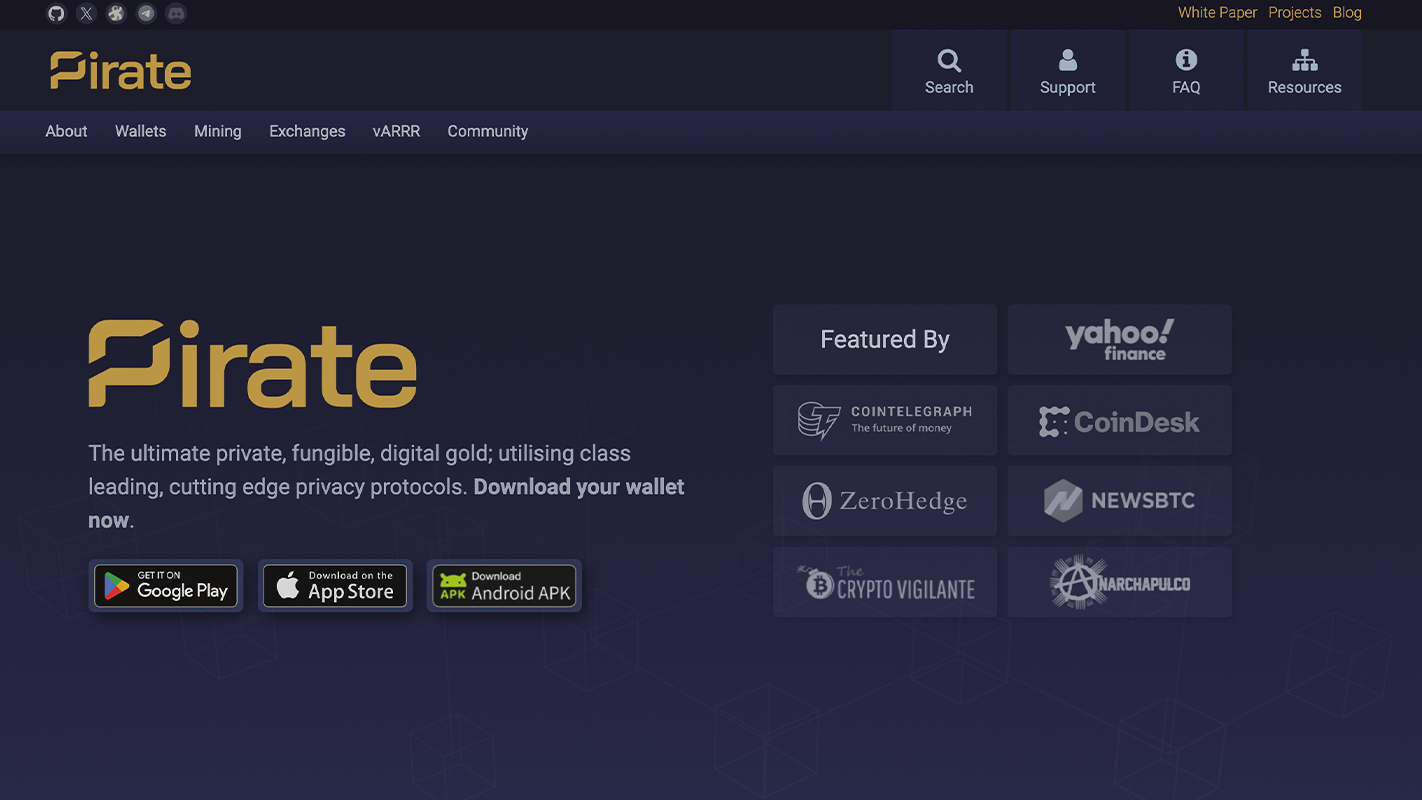 White Paper Projects Blog
Pirate
Search
Support
FAQ
Resources
About Wallets Mining Exchanges vARRR Community
Pirate
The ultimate private, fungible, digital gold; utilising class
leading, cutting edge privacy protocols. Download your wallet
now.
GET IT ON
Google Play
Download on the
App Store
APK
Download
Android APK
Featured By
yahoo!
finance
COINTELEGRAPH
The future of money
CoinDesk
ZeroHedge
NEWSBTC
The
CRYPTO VIGILANTE
ANARCHAPULCO